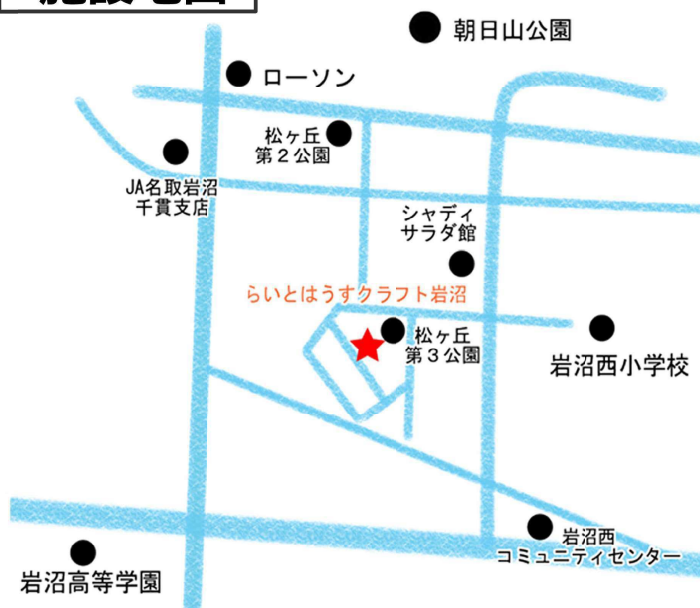 施設地図
朝日山公園
ローソン
松ヶ丘
第2公園
JA名取岩沼
千貫支店
シャディ
サラダ館
らいとはうすクラフト岩沼
松ヶ丘
第3公園
岩沼西小学校
岩沼西
コミュニティセンター
岩沼高等学園